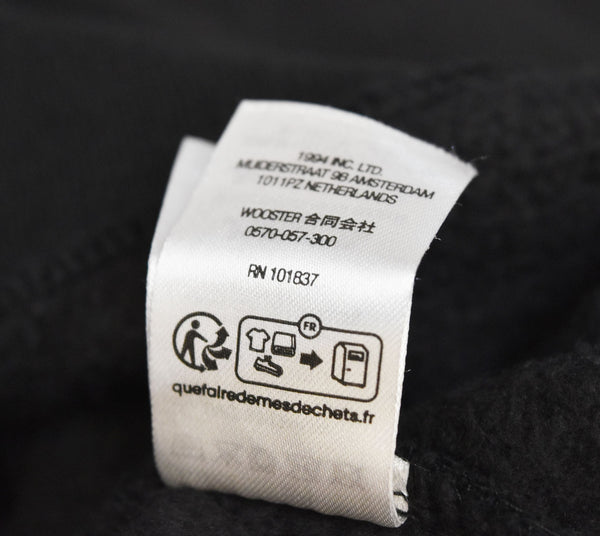 1994 INC. LTD.
MUIDERSTRAAT 9B AMSTERDAM
1011PZ NETHERLANDS
WOOSTER 合同会社
0570-057-300
RN 101837
FR
quefairedemesdechets.fr